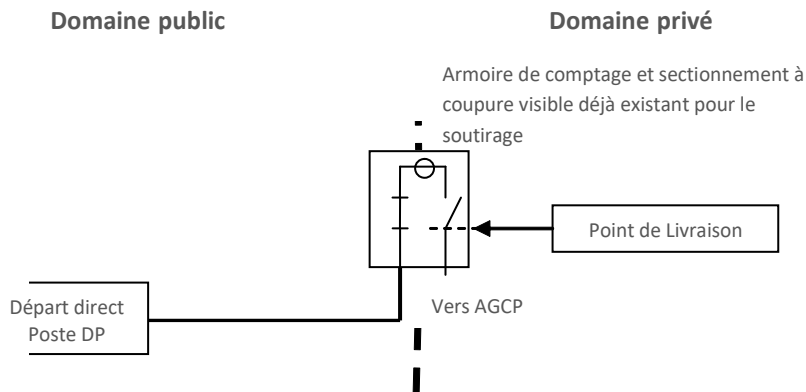 Domaine public
Domaine privé
Armoire de comptage et sectionnement à
coupure visible déjà existant pour le
soutirage
Point de Livraison
Départ direct
Poste DP
Vers AGCP